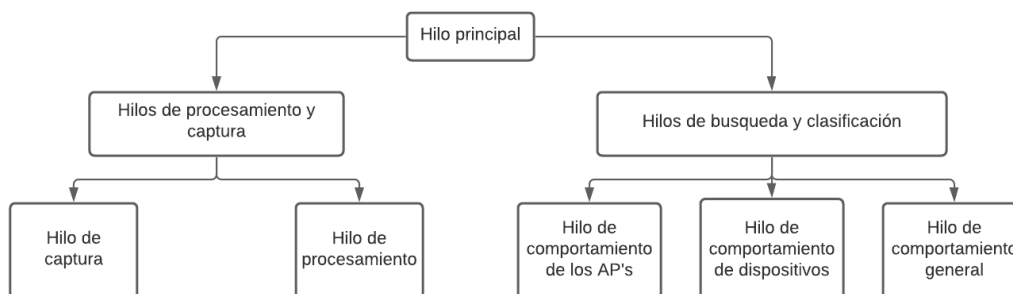 Hilo principal
Hilos de procesamiento y
captura
Hilos de busqueda y clasificación
Hilo de
captura
Hilo de
procesamiento
Hilo de
comportamiento
de los AP's
Hilo de
comportamiento
de dispositivos
Hilo de
comportamiento
general